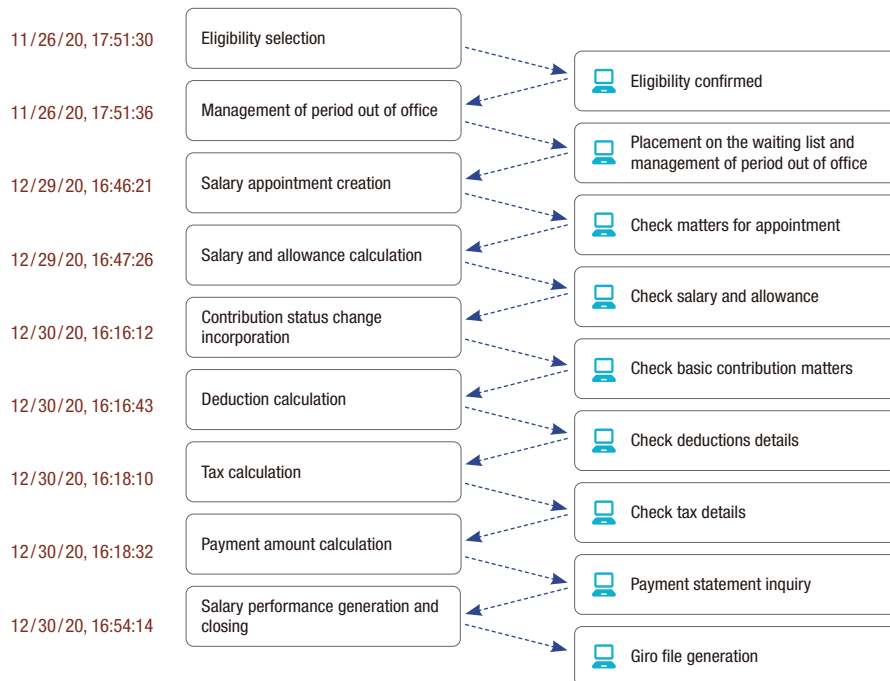 11/26/20, 17:51:30
Eligibility selection
Eligibility confirmed
11/26/20, 17:51:36
Management of period out of office
Placement on the waiting list and
management of period out of office
12/29/20, 16:46:21
Salary appointment creation
Check matters for appointment
12/29/20, 16:47:26
Salary and allowance calculation
Check salary and allowance
12/30/20, 16:16:12
Contribution status change
incorporation
Check basic contribution matters
12/30/20, 16:16:43
Deduction calculation
Check deductions details
12/30/20, 16:18:10
Tax calculation
Check tax details
12/30/20, 16:18:32
Payment amount calculation
Payment statement inquiry
12/30/20, 16:54:14
Salary performance generation and
closing
Giro file generation